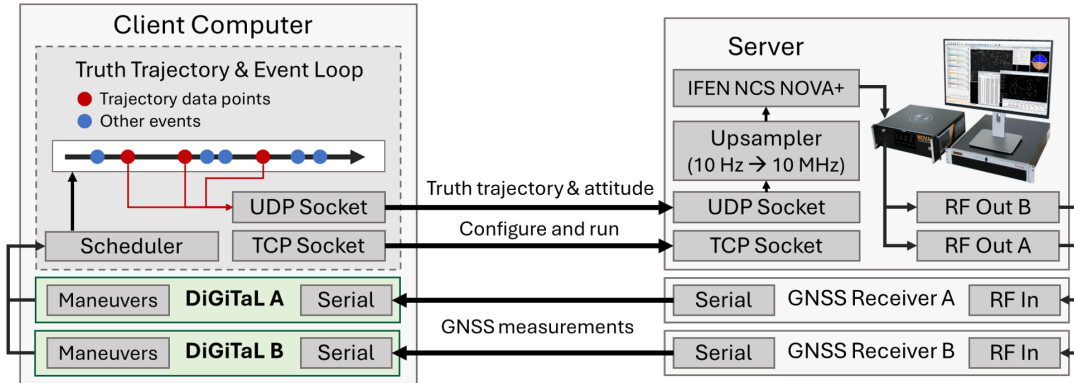 Client Computer
Truth Trajectory & Event Loop
Trajectory data points
Other events
UDP Socket
Scheduler
TCP Socket
Maneuvers
DiGiTaL A
Serial
Maneuvers
DiGiTaL B
Serial
Truth trajectory & attitude
Configure and run
GNSS measurements
Server
IFEN NCS NOVA+
Upsampler
(10 Hz → 10 MHz)
UDP Socket
TCP Socket
RF Out B
RF Out A
Serial
GNSS Receiver A
RF In
Serial
GNSS Receiver B
RF In